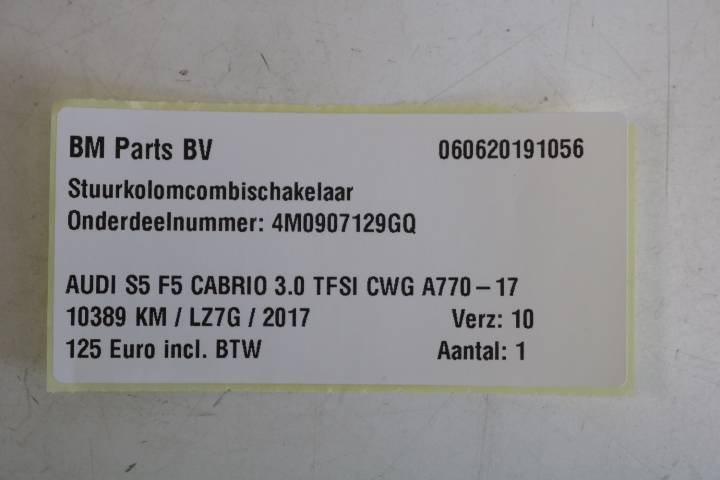 BM Parts BV 060620191056
Stuurkolomcombischakelaar
Onderdeelnummer: 4M0907129GQ
AUDI S5 F5 CABRIO 3.0 TFSI CWG A770-17
10389 KM / LZ7G / 2017 Verz: 10
125 Euro incl. BTW Aantal: 1